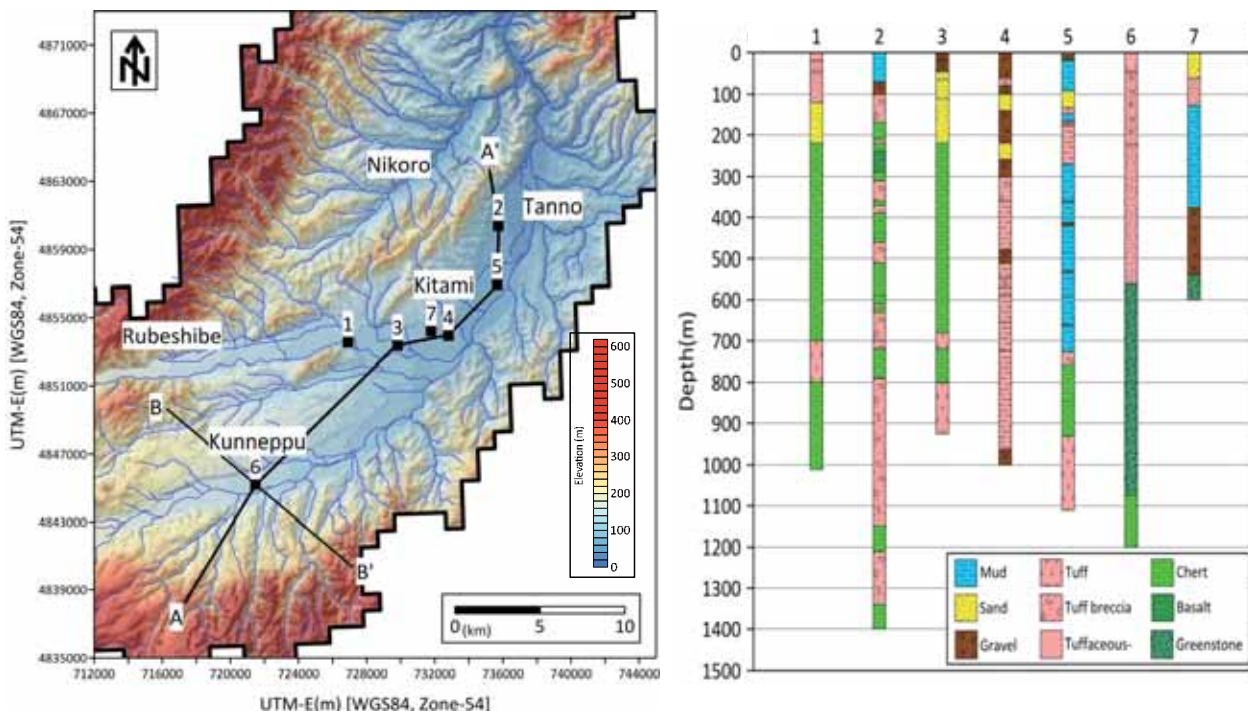 N
4871000
4867000
4863000
4859000
4855000
4851000
4847000
4843000
4839000
4835000
UTM-E(m) [WGS84, Zone-54]
712000 716000 720000 724000 728000 732000 736000 740000 744000
UTM-E(m) [WGS84, Zone-54]
Nikoro
A'
2
Tanno
5
Kitami
Rubeshibe
1
3
7
4
B
Kunneppu
6
B'
A
Elevation (m)
600
500
400
300
200
100
0
0 (km) 5 10
1 2 3 4 5 6 7
Depth(m)
0
100
200
300
400
500
600
700
800
900
1000
1100
1200
1300
1400
1500
Mud Tuff Chert
Sand Tuff breccia Basalt
Gravel Tuffaceous- Greenstone